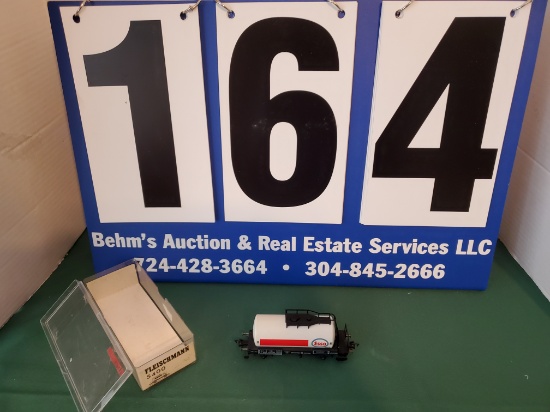 164
Behm's Auction & Real Estate Services LLC
724-428-3664 • 304-845-2666
FLEISCHMANN
5400
Esso